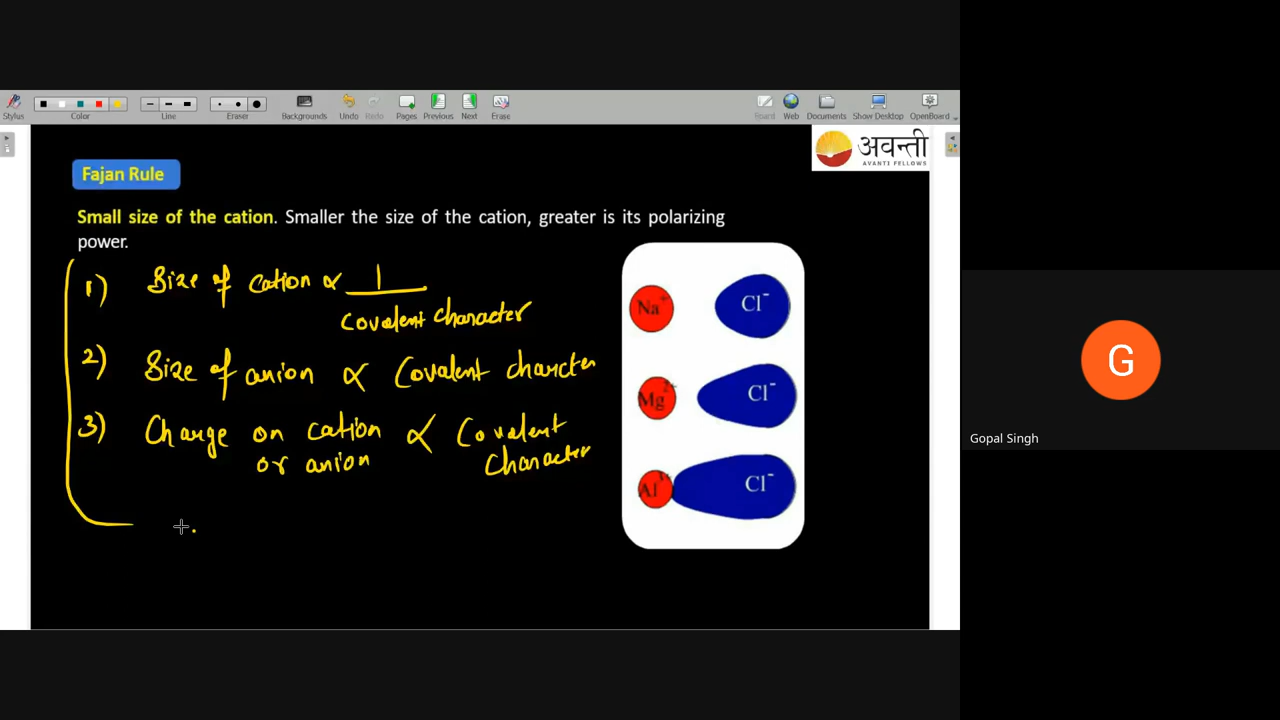 Stylus
Color
Line
Eraser
Backgrounds
Undo
Redo
Pages
Previous
Next
Erase
Board
Web
Documents
Show Desktop
OpenBoard
अवन्ती
AVANTI FELLOWS
Fajan Rule
Small size of the cation. Smaller the size of the cation, greater is its polarizing
power.
1) Size of cation ∝ 1
covalent character
2) Size of anion ∝ Covalent charcter
3) Charge on cation ∝ Covalent
or anion character
Na+ Cl-
Mg2+ Cl-
Al Cl-
G
Gopal Singh